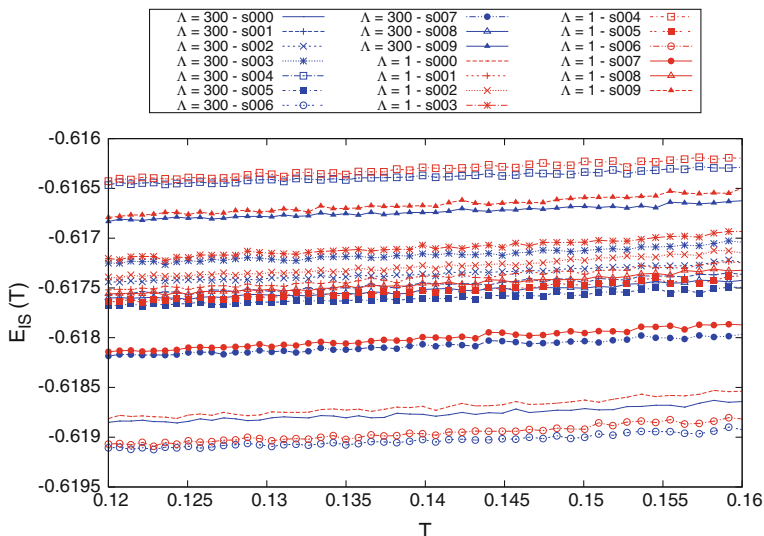 Λ = 300 - s000
Λ = 300 - s001
Λ = 300 - s002
Λ = 300 - s003
Λ = 300 - s004
Λ = 300 - s005
Λ = 300 - s006
Λ = 300 - s007
Λ = 300 - s008
Λ = 300 - s009
Λ = 1 - s000
Λ = 1 - s001
Λ = 1 - s002
Λ = 1 - s003
Λ = 1 - s004
Λ = 1 - s005
Λ = 1 - s006
Λ = 1 - s007
Λ = 1 - s008
Λ = 1 - s009
-0.616
-0.6165
-0.617
-0.6175
-0.618
-0.6185
-0.619
-0.6195
E_IS (T)
0.12 0.125 0.13 0.135 0.14 0.145 0.15 0.155 0.16
T